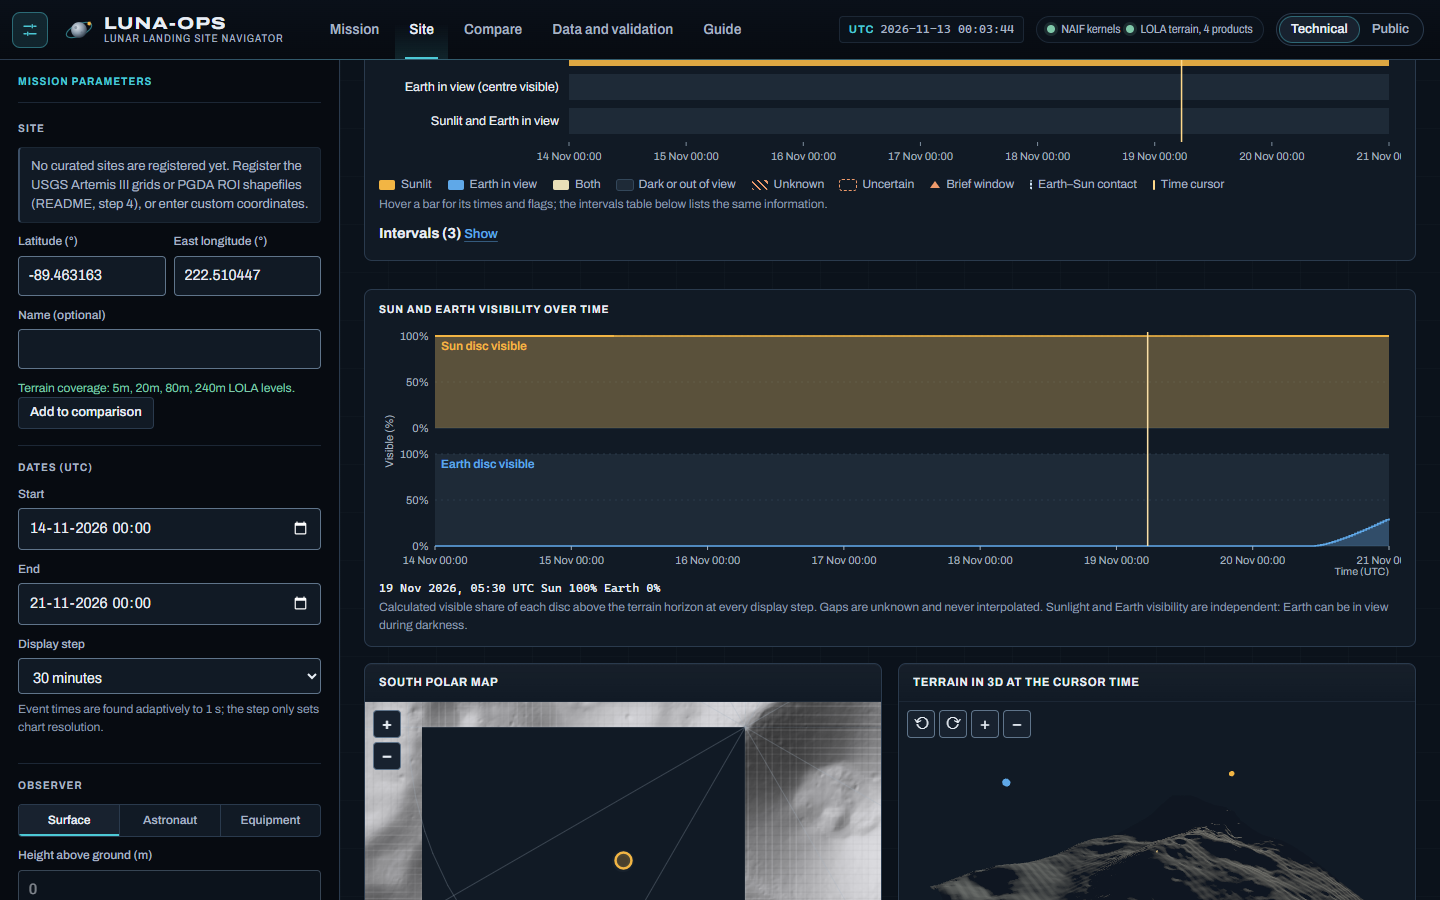 LUNA-OPS
LUNAR LANDING SITE NAVIGATOR
Mission
Site
Compare
Data and validation
Guide
UTC 2026-11-13 00:03:44
NAIF kernels
LOLA terrain, 4 products
Technical
Public
MISSION PARAMETERS
SITE
No curated sites are registered yet. Register the
USGS Artemis III grids or PGDA ROI shapefiles
(README, step 4), or enter custom coordinates.
Latitude (°)
East longitude (°)
-89.463163
222.510447
Name (optional)
Terrain coverage: 5m, 20m, 80m, 240m LOLA levels.
Add to comparison
DATES (UTC)
Start
14-11-2026 00:00
End
21-11-2026 00:00
Display step
30 minutes
Event times are found adaptively to 1 s; the step only sets
chart resolution.
OBSERVER
Surface
Astronaut
Equipment
Height above ground (m)
0
Earth in view (centre visible)
Sunlit and Earth in view
14 Nov 00:00
15 Nov 00:00
16 Nov 00:00
17 Nov 00:00
18 Nov 00:00
19 Nov 00:00
20 Nov 00:00
21 Nov 0
Sunlit
Earth in view
Both
Dark or out of view
Unknown
Uncertain
Brief window
Earth–Sun contact
Time cursor
Hover a bar for its times and flags; the intervals table below lists the same information.
Intervals (3) Show
SUN AND EARTH VISIBILITY OVER TIME
Visible (%)
100%
Sun disc visible
50%
0%
100%
Earth disc visible
50%
0%
14 Nov 00:00
15 Nov 00:00
16 Nov 00:00
17 Nov 00:00
18 Nov 00:00
19 Nov 00:00
20 Nov 00:00
21 Nov 0
Time (UTC)
19 Nov 2026, 05:30 UTC Sun 100% Earth 0%
Calculated visible share of each disc above the terrain horizon at every display step. Gaps are unknown and never interpolated. Sunlight and Earth visibility are independent: Earth can be in view
during darkness.
SOUTH POLAR MAP
+
−
TERRAIN IN 3D AT THE CURSOR TIME
+
−